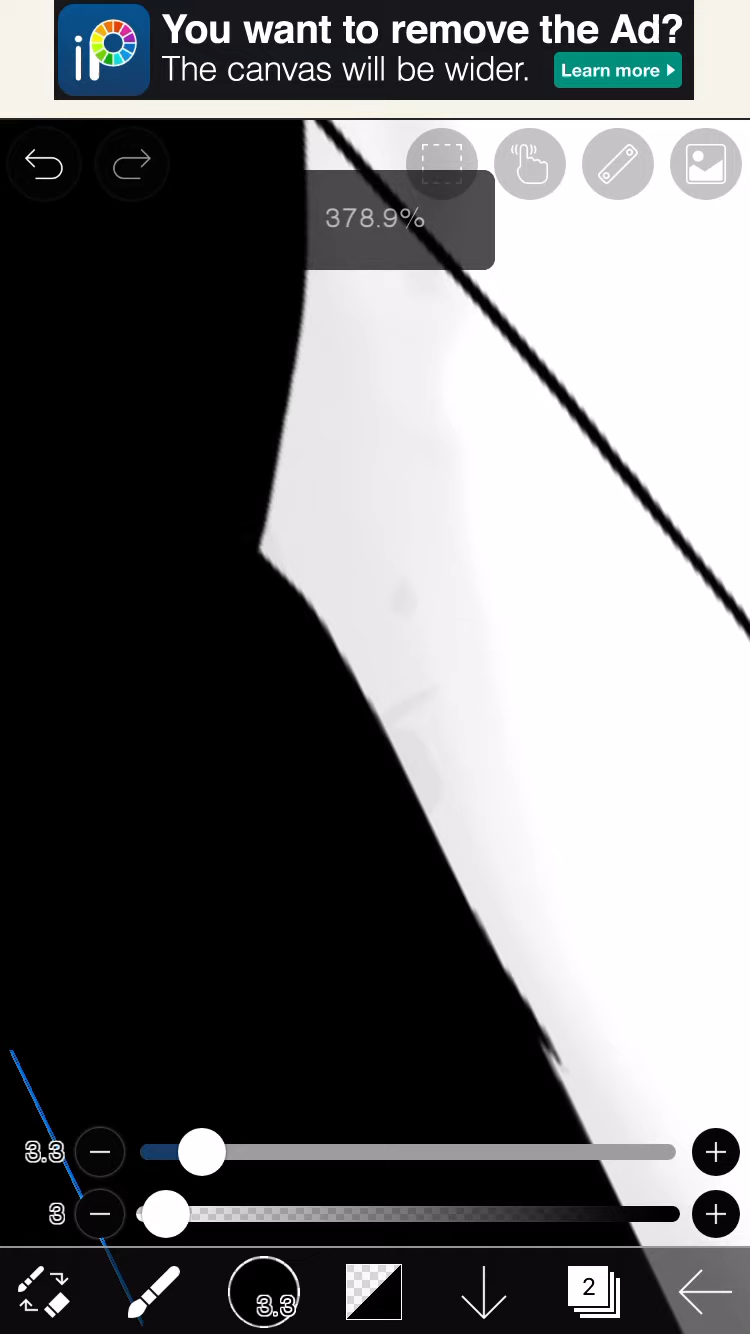 iP
You want to remove the Ad?
The canvas will be wider.
Learn more
378.9%
3.3
3
3.3
2